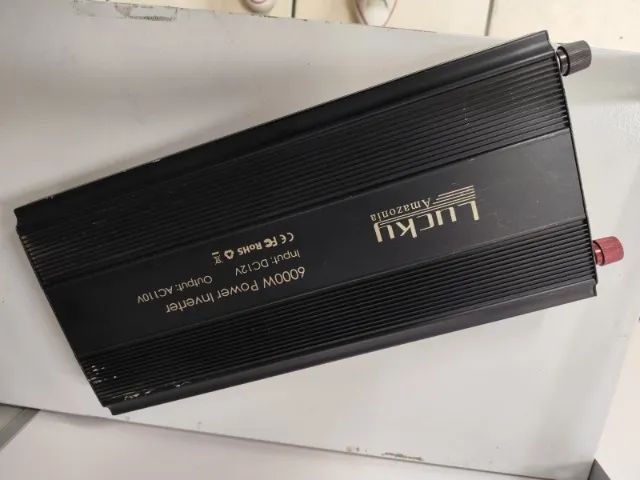 Lucky
Amazonia
6000W Power Inverter
Input: DC12V Output: AC110V
CE FC RoHS